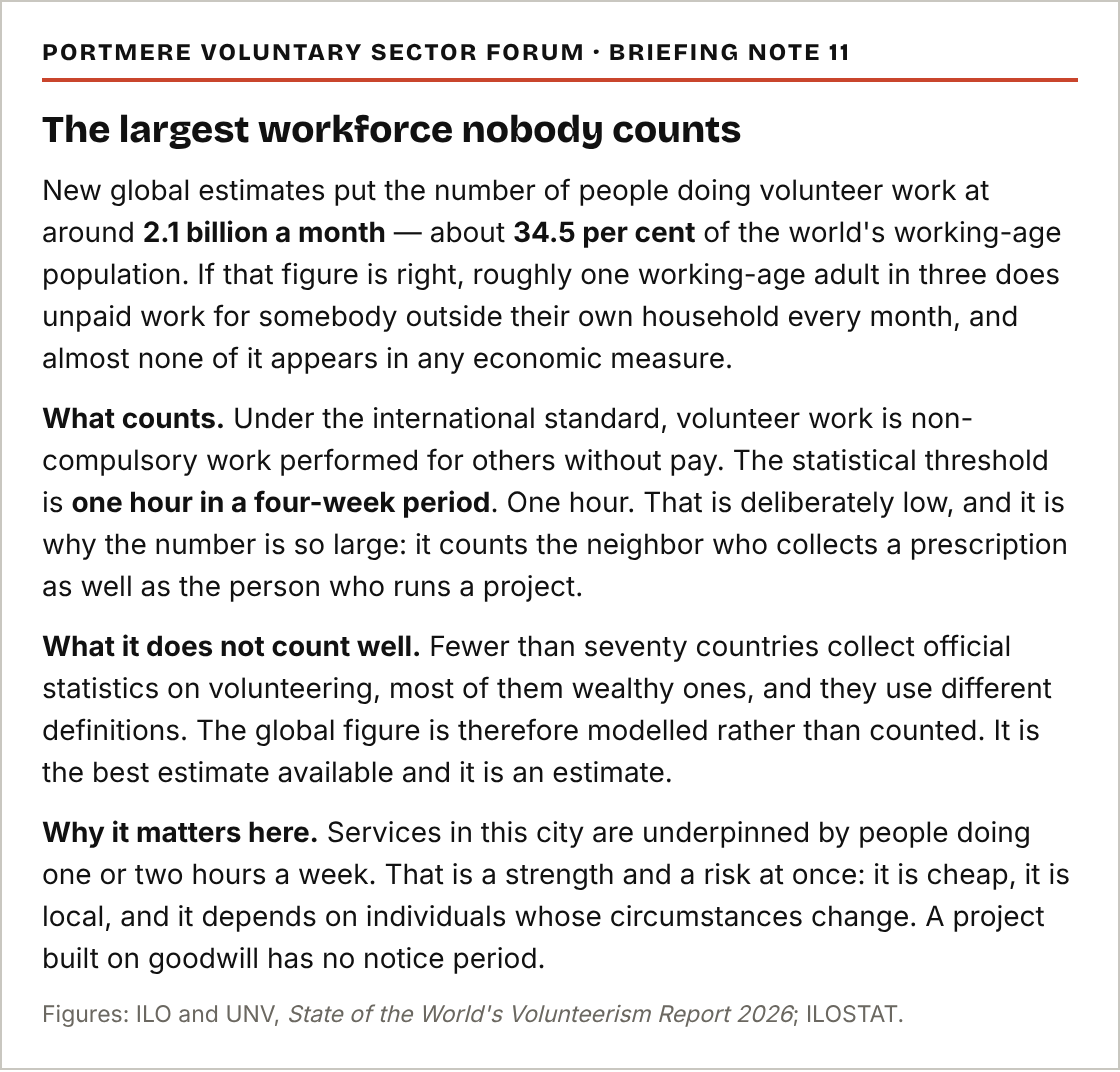 PORTMERE VOLUNTARY SECTOR FORUM · BRIEFING NOTE 11
The largest workforce nobody counts
New global estimates put the number of people doing volunteer work at
around 2.1 billion a month — about 34.5 per cent of the world's working-age
population. If that figure is right, roughly one working-age adult in three does
unpaid work for somebody outside their own household every month, and
almost none of it appears in any economic measure.
What counts. Under the international standard, volunteer work is non-
compulsory work performed for others without pay. The statistical threshold
is one hour in a four-week period. One hour. That is deliberately low, and it is
why the number is so large: it counts the neighbor who collects a prescription
as well as the person who runs a project.
What it does not count well. Fewer than seventy countries collect official
statistics on volunteering, most of them wealthy ones, and they use different
definitions. The global figure is therefore modelled rather than counted. It is
the best estimate available and it is an estimate.
Why it matters here. Services in this city are underpinned by people doing
one or two hours a week. That is a strength and a risk at once: it is cheap, it is
local, and it depends on individuals whose circumstances change. A project
built on goodwill has no notice period.
Figures: ILO and UNV, State of the World's Volunteerism Report 2026; ILOSTAT.